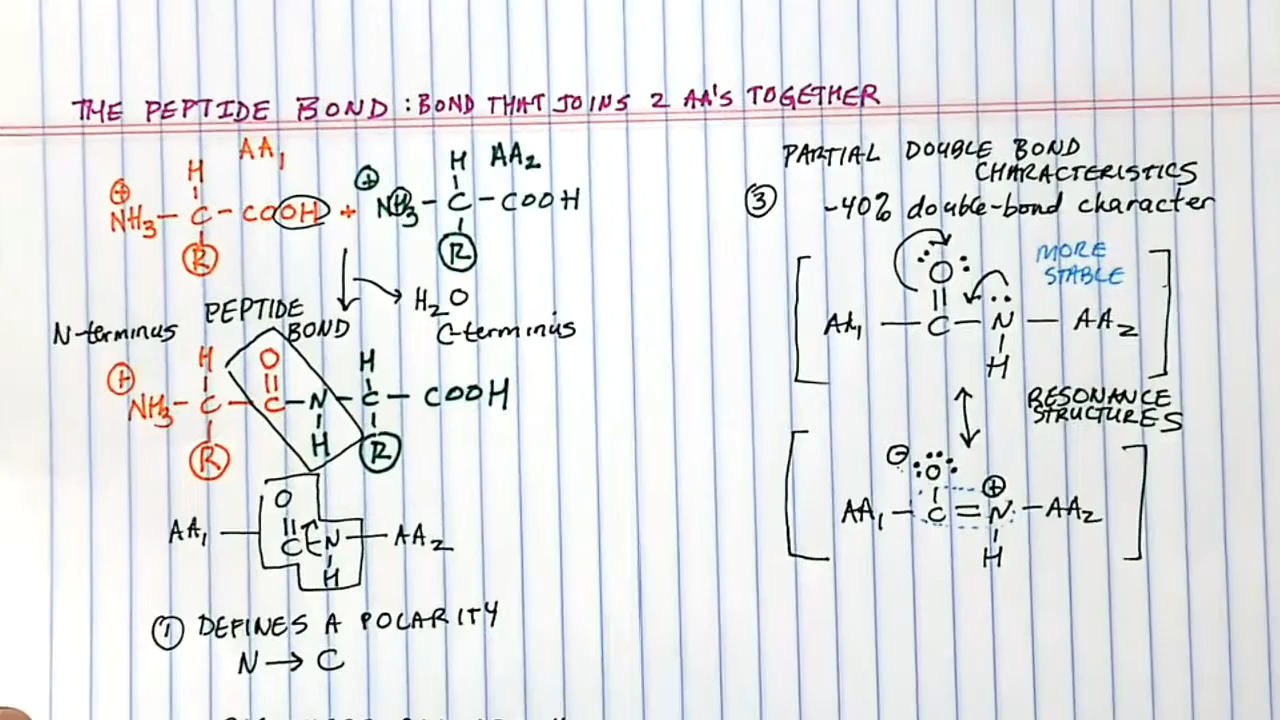 THE PEPTIDE BOND : BOND THAT JOINS 2 AA'S TOGETHER
AA₁
H
⊕
NH₃ - C - COOH +
R
H AA₂
⊕
NH₃ - C - COOH
R
H₂O
PEPTIDE
BOND
N-terminus
C-terminus
H O H
⊕
NH₃ - C - C - N - C - COOH
R H R
O
AA₁ — C N — AA₂
H
① DEFINES A POLARITY
N → C
PARTIAL DOUBLE BOND
CHARACTERISTICS
③ ~40% double-bond character
MORE
STABLE
O
AA₁ — C — N — AA₂
H
RESONANCE
STRUCTURES
⊖ O
⊕
AA₁ - C = N - AA₂
H